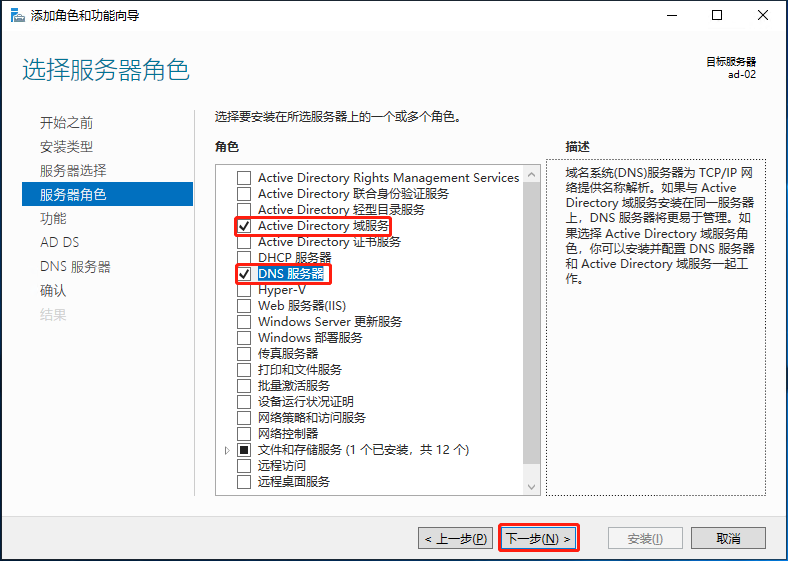 添加角色和功能向导
选择服务器角色
目标服务器
ad-02
开始之前
安装类型
服务器选择
服务器角色
功能
AD DS
DNS 服务器
确认
结果
选择要安装在所选服务器上的一个或多个角色。
角色
Active Directory Rights Management Services
Active Directory 联合身份验证服务
Active Directory 轻型目录服务
Active Directory 域服务
Active Directory 证书服务
DHCP 服务器
DNS 服务器
Hyper-V
Web 服务器(IIS)
Windows Server 更新服务
Windows 部署服务
传真服务器
打印和文件服务
批量激活服务
设备运行状况证明
网络策略和访问服务
网络控制器
文件和存储服务 (1 个已安装，共 12 个)
远程访问
远程桌面服务
描述
域名系统(DNS)服务器为 TCP/IP 网
络提供名称解析。如果与 Active
Directory 域服务安装在同一服务器
上，DNS 服务器将更易于管理。如
果选择 Active Directory 域服务角
色，你可以安装并配置 DNS 服务器
和 Active Directory 域服务一起工
作。
< 上一步(P)
下一步(N) >
安装(I)
取消